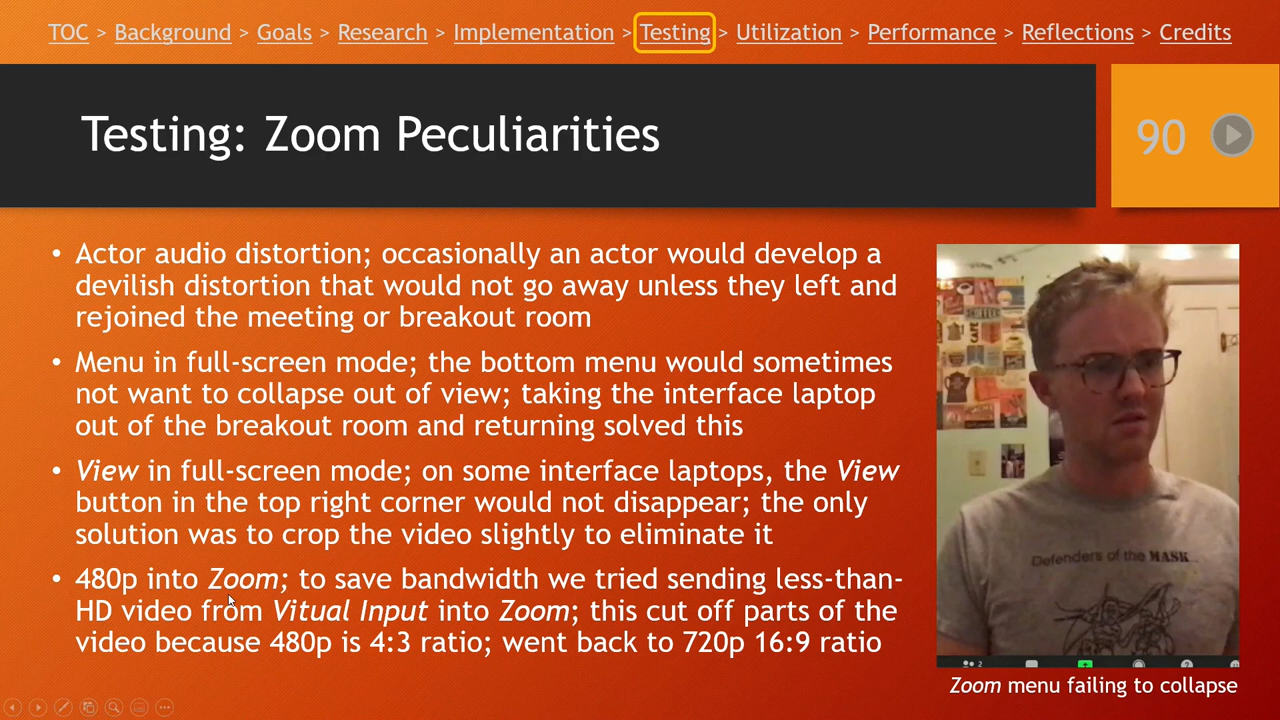 TOC > Background > Goals > Research > Implementation > Testing > Utilization > Performance > Reflections > Credits
Testing: Zoom Peculiarities
90
• Actor audio distortion; occasionally an actor would develop a
devilish distortion that would not go away unless they left and
rejoined the meeting or breakout room
• Menu in full-screen mode; the bottom menu would sometimes
not want to collapse out of view; taking the interface laptop
out of the breakout room and returning solved this
• View in full-screen mode; on some interface laptops, the View
button in the top right corner would not disappear; the only
solution was to crop the video slightly to eliminate it
• 480p into Zoom; to save bandwidth we tried sending less-than-
HD video from Vitual Input into Zoom; this cut off parts of the
video because 480p is 4:3 ratio; went back to 720p 16:9 ratio
Defenders of the MASK
2
Zoom menu failing to collapse